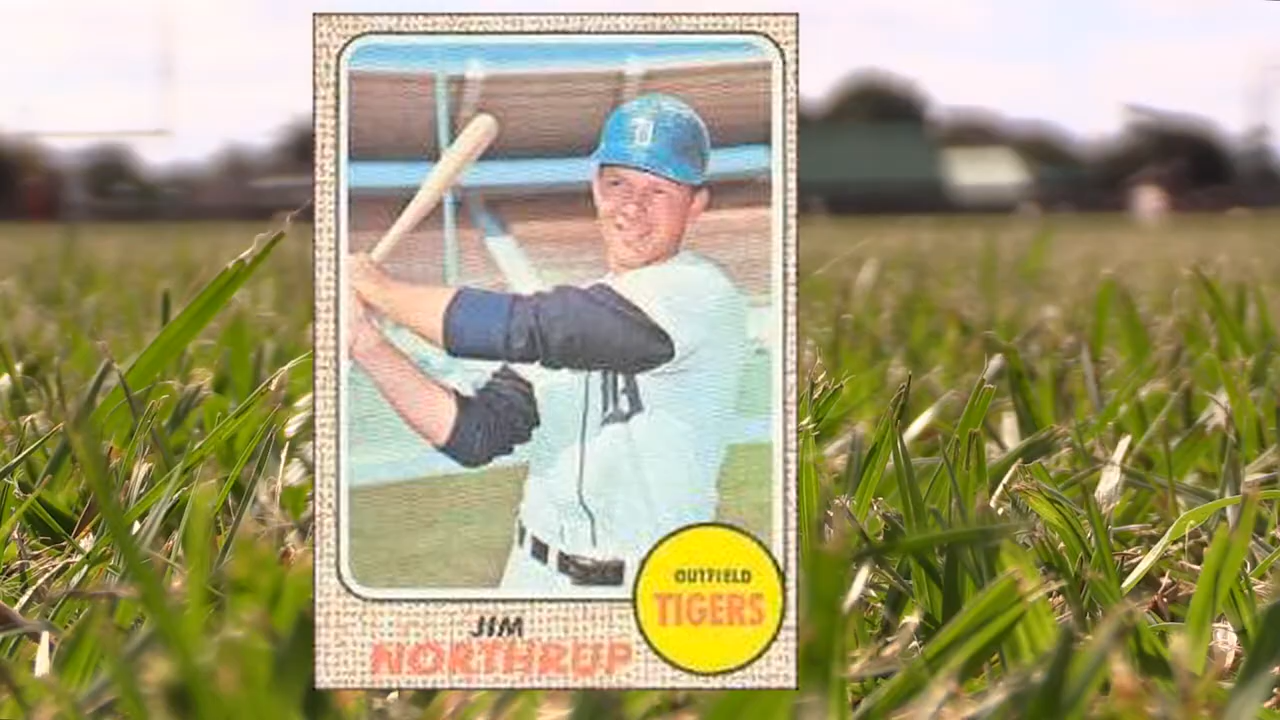 D
D
OUTFIELD
TIGERS
JIM
NORTHRUP